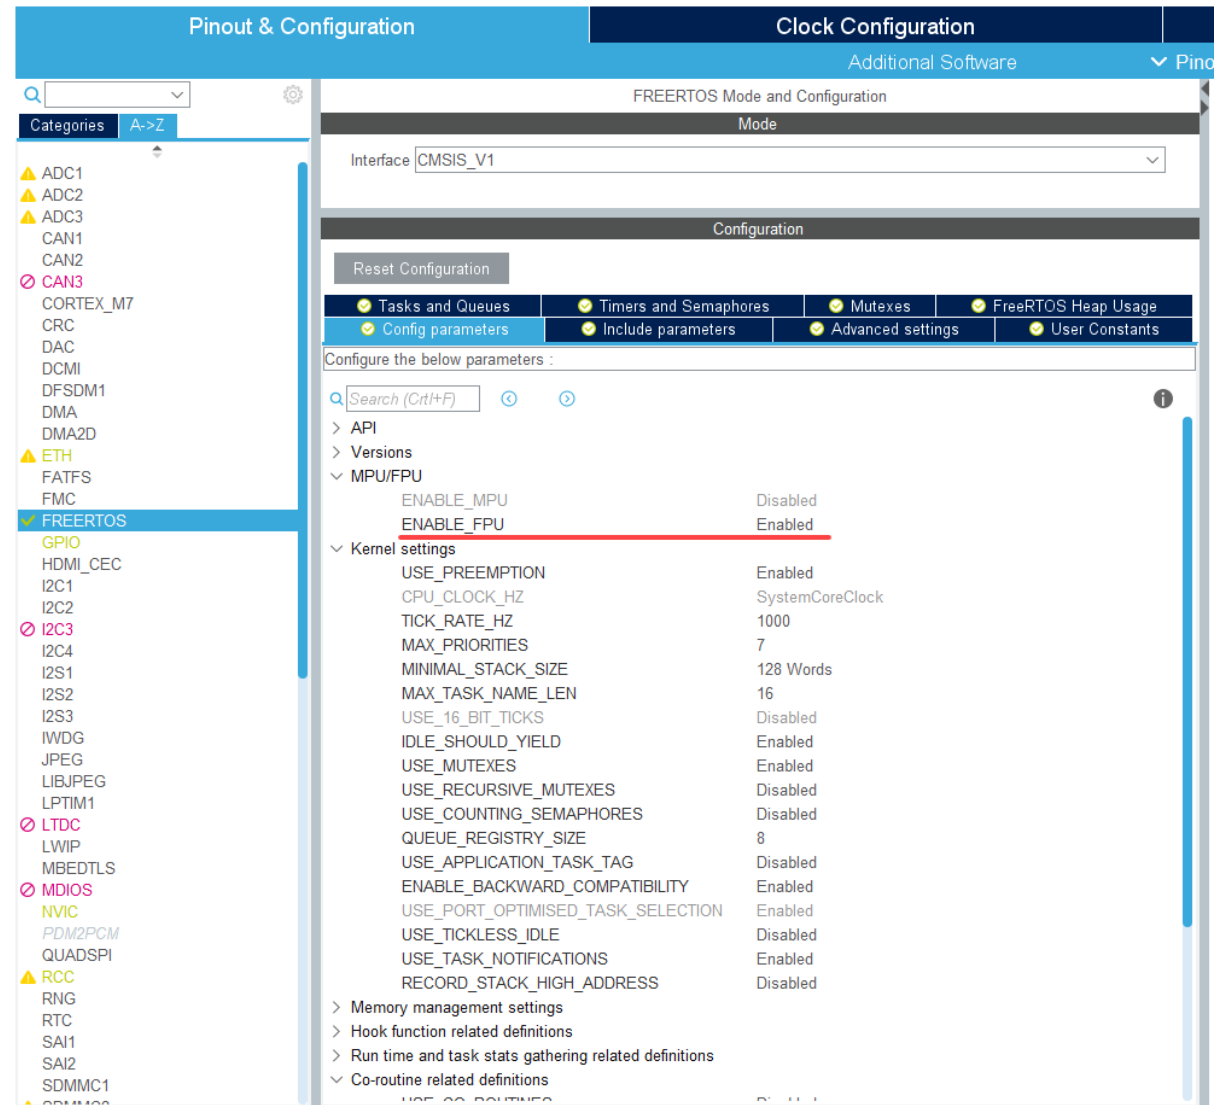 Pinout & Configuration
Clock Configuration
Additional Software
Pino
Categories
A->Z
ADC1
ADC2
ADC3
CAN1
CAN2
CAN3
CORTEX_M7
CRC
DAC
DCMI
DFSDM1
DMA
DMA2D
ETH
FATFS
FMC
FREERTOS
GPIO
HDMI_CEC
I2C1
I2C2
I2C3
I2C4
I2S1
I2S2
I2S3
IWDG
JPEG
LIBJPEG
LPTIM1
LTDC
LWIP
MBEDTLS
MDIOS
NVIC
PDM2PCM
QUADSPI
RCC
RNG
RTC
SAI1
SAI2
SDMMC1
FREERTOS Mode and Configuration
Mode
Interface CMSIS_V1
Configuration
Reset Configuration
Tasks and Queues
Timers and Semaphores
Mutexes
FreeRTOS Heap Usage
Config parameters
Include parameters
Advanced settings
User Constants
Configure the below parameters :
Search (Crtl+F)
API
Versions
MPU/FPU
ENABLE_MPU Disabled
ENABLE_FPU Enabled
Kernel settings
USE_PREEMPTION Enabled
CPU_CLOCK_HZ SystemCoreClock
TICK_RATE_HZ 1000
MAX_PRIORITIES 7
MINIMAL_STACK_SIZE 128 Words
MAX_TASK_NAME_LEN 16
USE_16_BIT_TICKS Disabled
IDLE_SHOULD_YIELD Enabled
USE_MUTEXES Enabled
USE_RECURSIVE_MUTEXES Disabled
USE_COUNTING_SEMAPHORES Disabled
QUEUE_REGISTRY_SIZE 8
USE_APPLICATION_TASK_TAG Disabled
ENABLE_BACKWARD_COMPATIBILITY Enabled
USE_PORT_OPTIMISED_TASK_SELECTION Enabled
USE_TICKLESS_IDLE Disabled
USE_TASK_NOTIFICATIONS Enabled
RECORD_STACK_HIGH_ADDRESS Disabled
Memory management settings
Hook function related definitions
Run time and task stats gathering related definitions
Co-routine related definitions